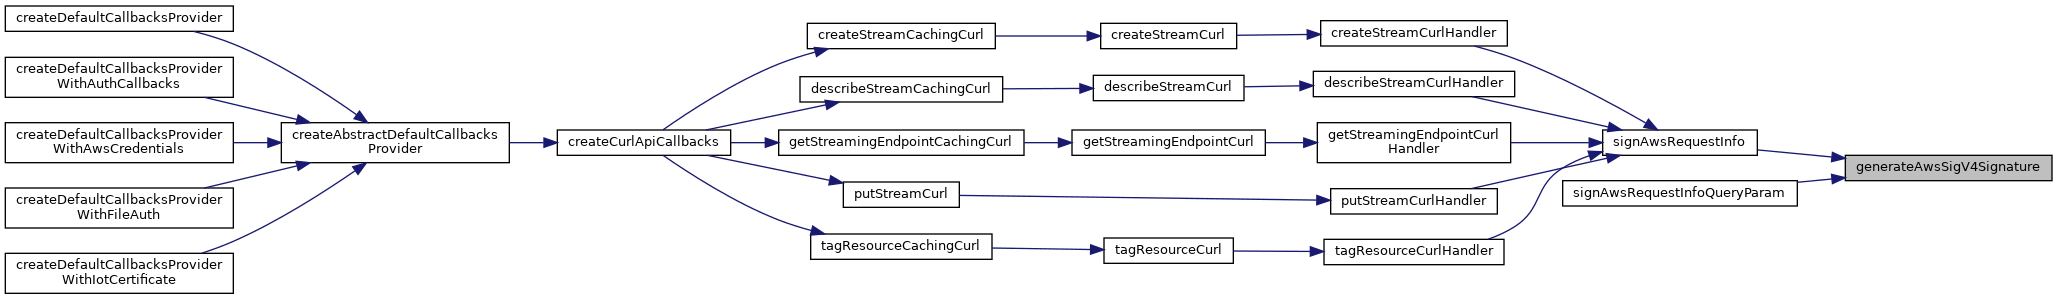 createDefaultCallbacksProvider
createDefaultCallbacksProvider
WithAuthCallbacks
createDefaultCallbacksProvider
WithAwsCredentials
createDefaultCallbacksProvider
WithFileAuth
createDefaultCallbacksProvider
WithIotCertificate
createAbstractDefaultCallbacks
Provider
createCurlApiCallbacks
createStreamCachingCurl
describeStreamCachingCurl
getStreamingEndpointCachingCurl
putStreamCurl
tagResourceCachingCurl
createStreamCurl
describeStreamCurl
getStreamingEndpointCurl
tagResourceCurl
createStreamCurlHandler
describeStreamCurlHandler
getStreamingEndpointCurl
Handler
putStreamCurlHandler
tagResourceCurlHandler
signAwsRequestInfo
signAwsRequestInfoQueryParam
generateAwsSigV4Signature